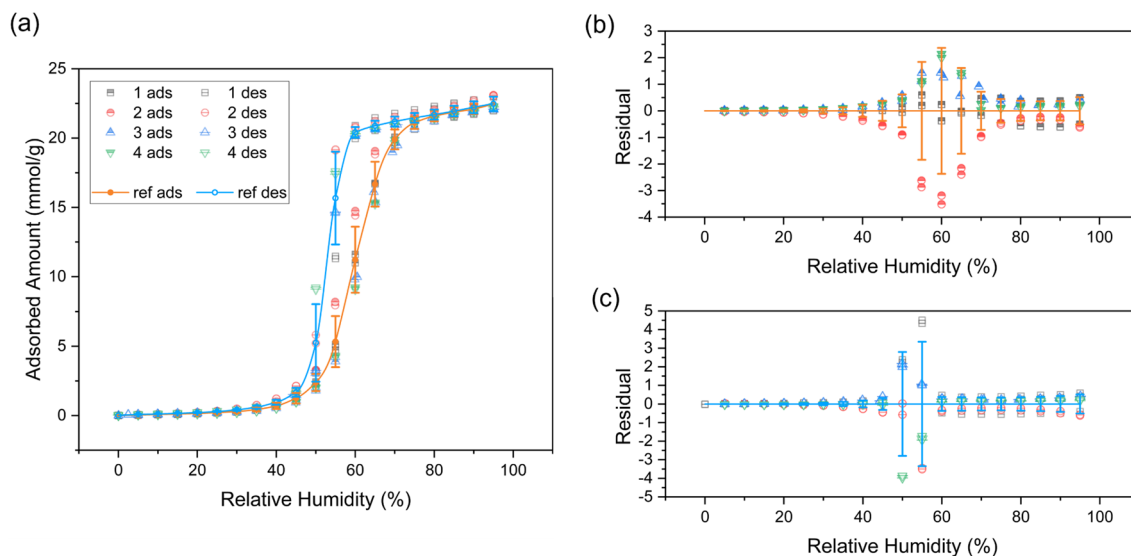 (a)
25
20
15
10
5
0
0
20
40
60
80
100
Adsorbed Amount (mmol/g)
Relative Humidity (%)
1 ads
1 des
2 ads
2 des
3 ads
3 des
4 ads
4 des
ref ads
ref des
(b)
3
2
1
0
-1
-2
-3
-4
0
20
40
60
80
100
Residual
Relative Humidity (%)
(c)
5
4
3
2
1
0
-1
-2
-3
-4
-5
0
20
40
60
80
100
Residual
Relative Humidity (%)